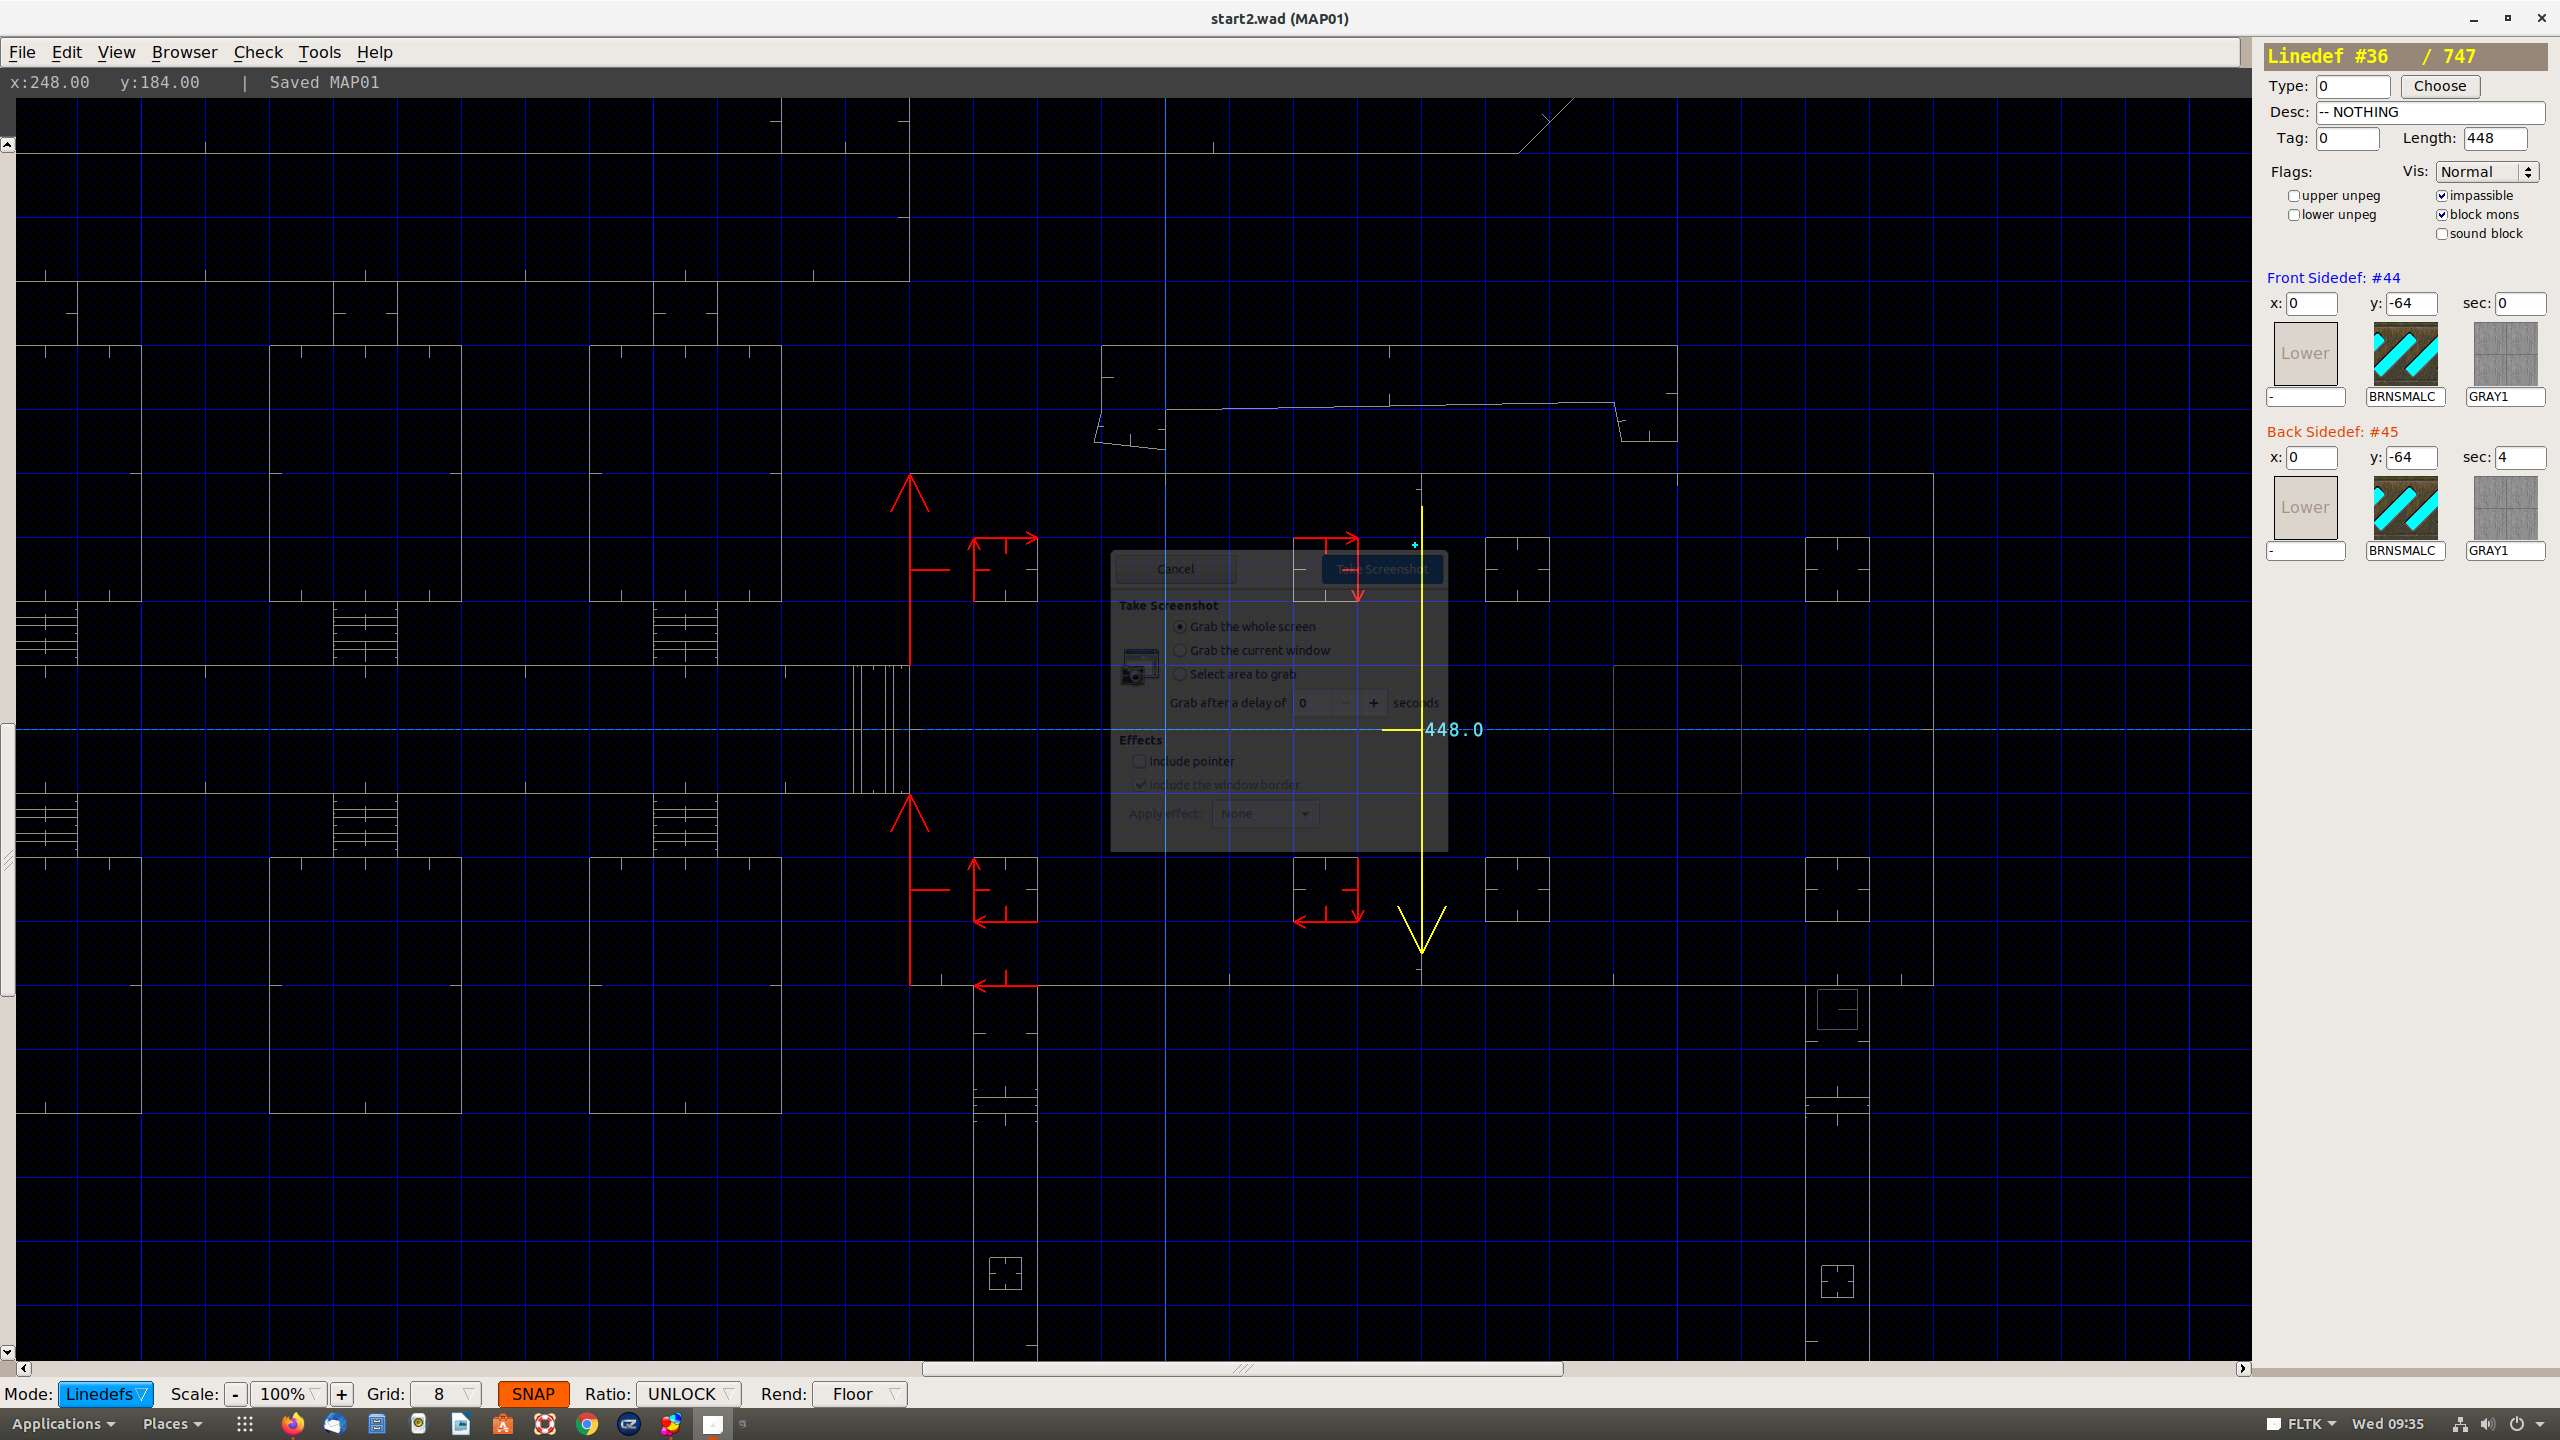 start2.wad (MAP01)
File Edit View Browser Check Tools Help
x:248.00 y:184.00 | Saved MAP01
Linedef #36 / 747
Type: 0 Choose
Desc: -- NOTHING
Tag: 0 Length: 448
Flags: Vis: Normal
upper unpeg impassible
lower unpeg block mons
sound block
Front Sidedef: #44
x: 0 y: -64 sec: 0
Lower
- BRNSMALC GRAY1
Back Sidedef: #45
x: 0 y: -64 sec: 4
Lower
- BRNSMALC GRAY1
Cancel Take Screenshot
Take Screenshot
Grab the whole screen
Grab the current window
Select area to grab
Grab after a delay of 0 - + seconds
448.0
Effects
Include pointer
Include the window border
Apply effect: None
Mode: Linedefs Scale: - 100% + Grid: 8 SNAP Ratio: UNLOCK Rend: Floor
Applications Places FLTK Wed 09:35